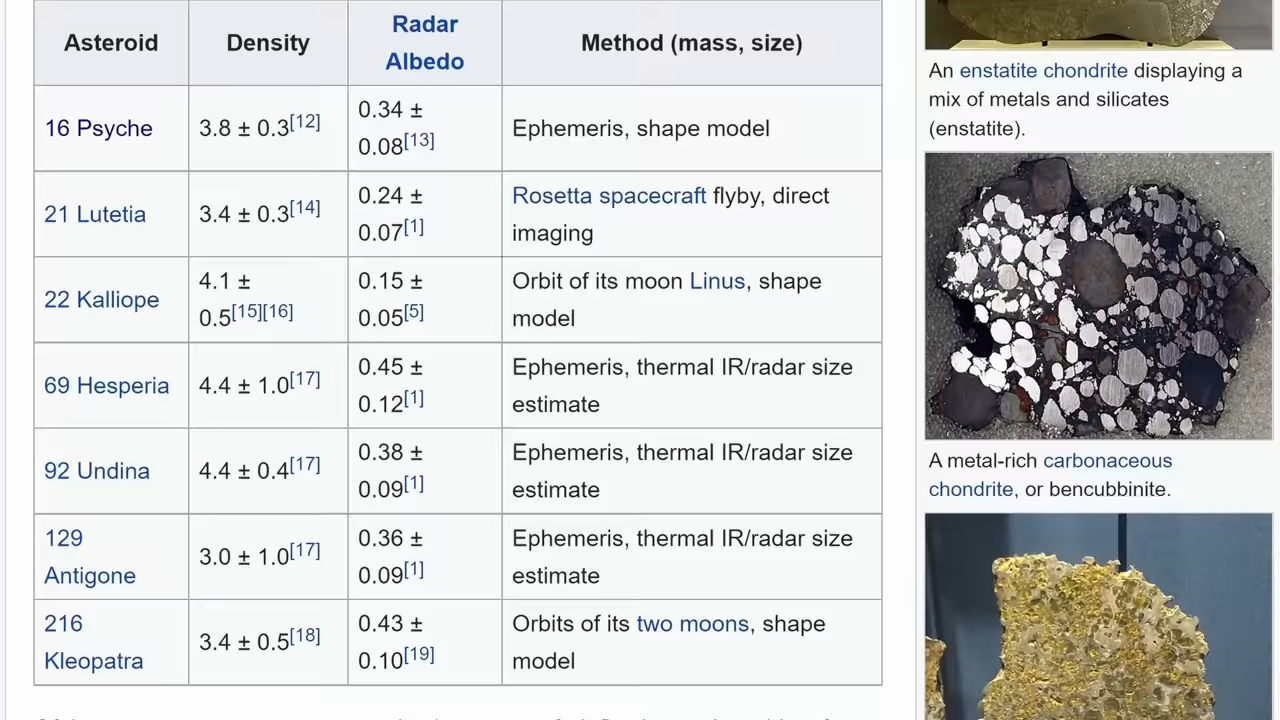 Asteroid
Density
Radar
Albedo
Method (mass, size)
16 Psyche
3.8 ± 0.3[12]
0.34 ±
0.08[13]
Ephemeris, shape model
21 Lutetia
3.4 ± 0.3[14]
0.24 ±
0.07[1]
Rosetta spacecraft flyby, direct
imaging
22 Kalliope
4.1 ±
0.5[15][16]
0.15 ±
0.05[5]
Orbit of its moon Linus, shape
model
69 Hesperia
4.4 ± 1.0[17]
0.45 ±
0.12[1]
Ephemeris, thermal IR/radar size
estimate
92 Undina
4.4 ± 0.4[17]
0.38 ±
0.09[1]
Ephemeris, thermal IR/radar size
estimate
129
Antigone
3.0 ± 1.0[17]
0.36 ±
0.09[1]
Ephemeris, thermal IR/radar size
estimate
216
Kleopatra
3.4 ± 0.5[18]
0.43 ±
0.10[19]
Orbits of its two moons, shape
model
An enstatite chondrite displaying a
mix of metals and silicates
(enstatite).
A metal-rich carbonaceous
chondrite, or bencubbinite.